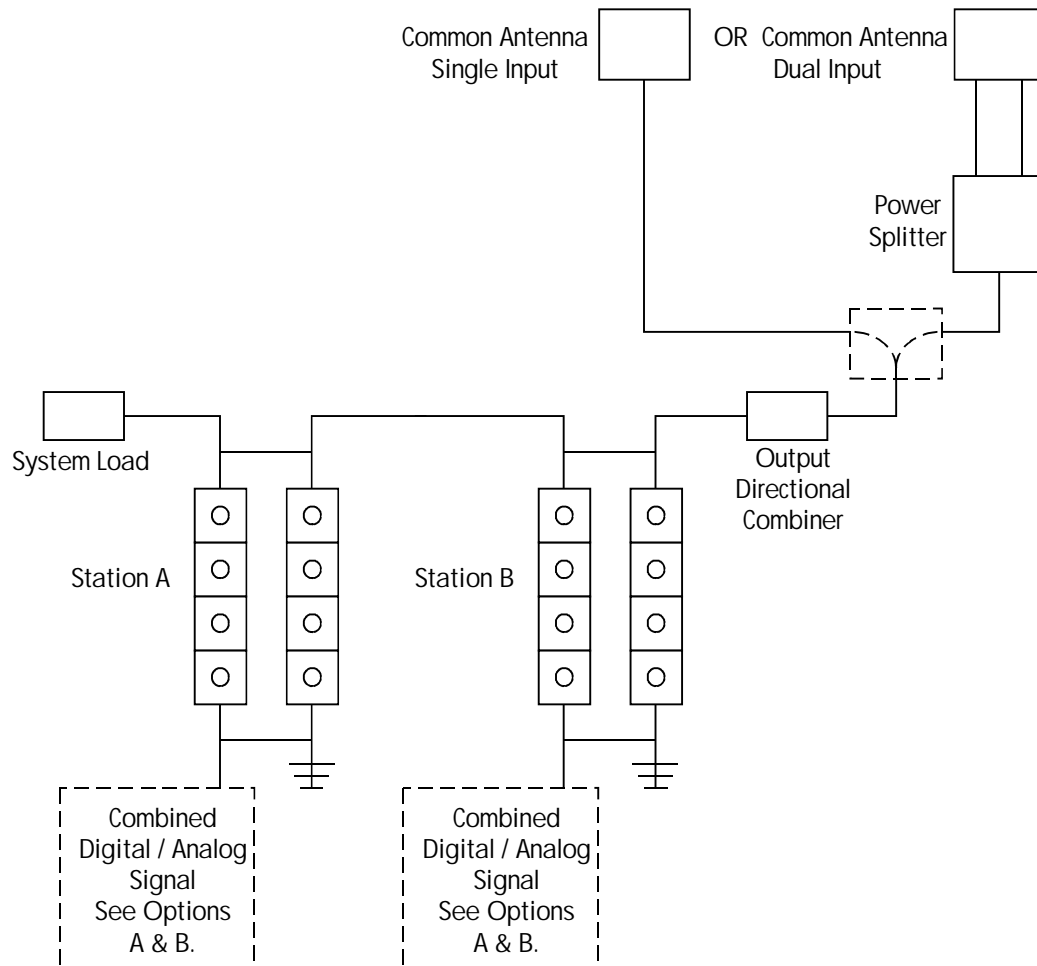 Common Antenna
Single Input
OR Common Antenna
Dual Input
Power
Splitter
System Load
Output
Directional
Combiner
Station A
Station B
Combined
Digital / Analog
Signal
See Options
A & B.
Combined
Digital / Analog
Signal
See Options
A & B.